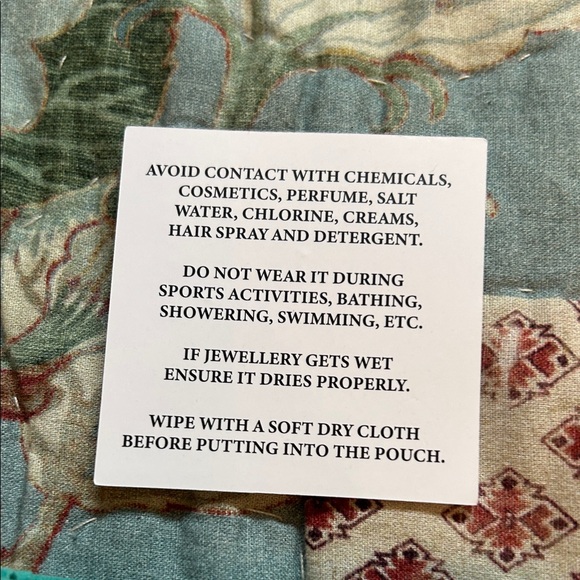 AVOID CONTACT WITH CHEMICALS,
COSMETICS, PERFUME, SALT
WATER, CHLORINE, CREAMS,
HAIR SPRAY AND DETERGENT.
DO NOT WEAR IT DURING
SPORTS ACTIVITIES, BATHING,
SHOWERING, SWIMMING, ETC.
IF JEWELLERY GETS WET
ENSURE IT DRIES PROPERLY.
WIPE WITH A SOFT DRY CLOTH
BEFORE PUTTING INTO THE POUCH.